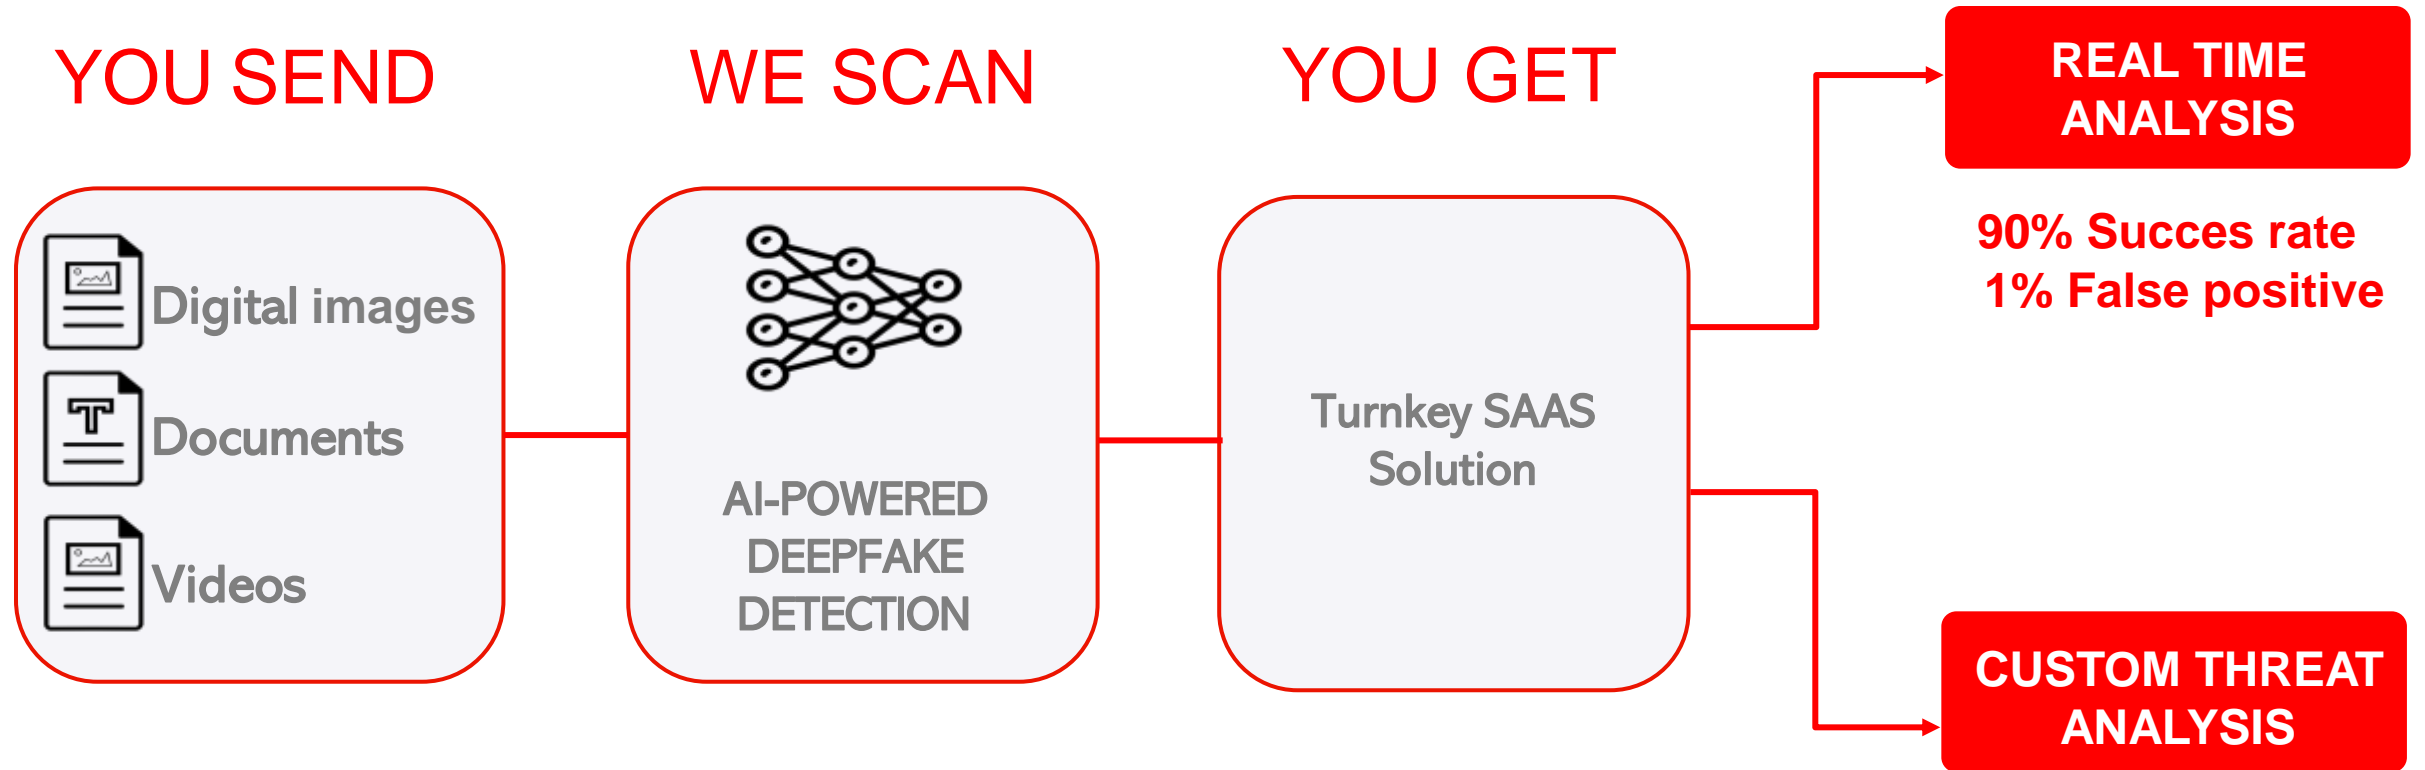 YOU SEND
Digital images
Documents
Videos
WE SCAN
AI-POWERED
DEEPFAKE
DETECTION
YOU GET
Turnkey SAAS
Solution
REAL TIME
ANALYSIS
90% Succes rate
1% False positive
CUSTOM THREAT
ANALYSIS